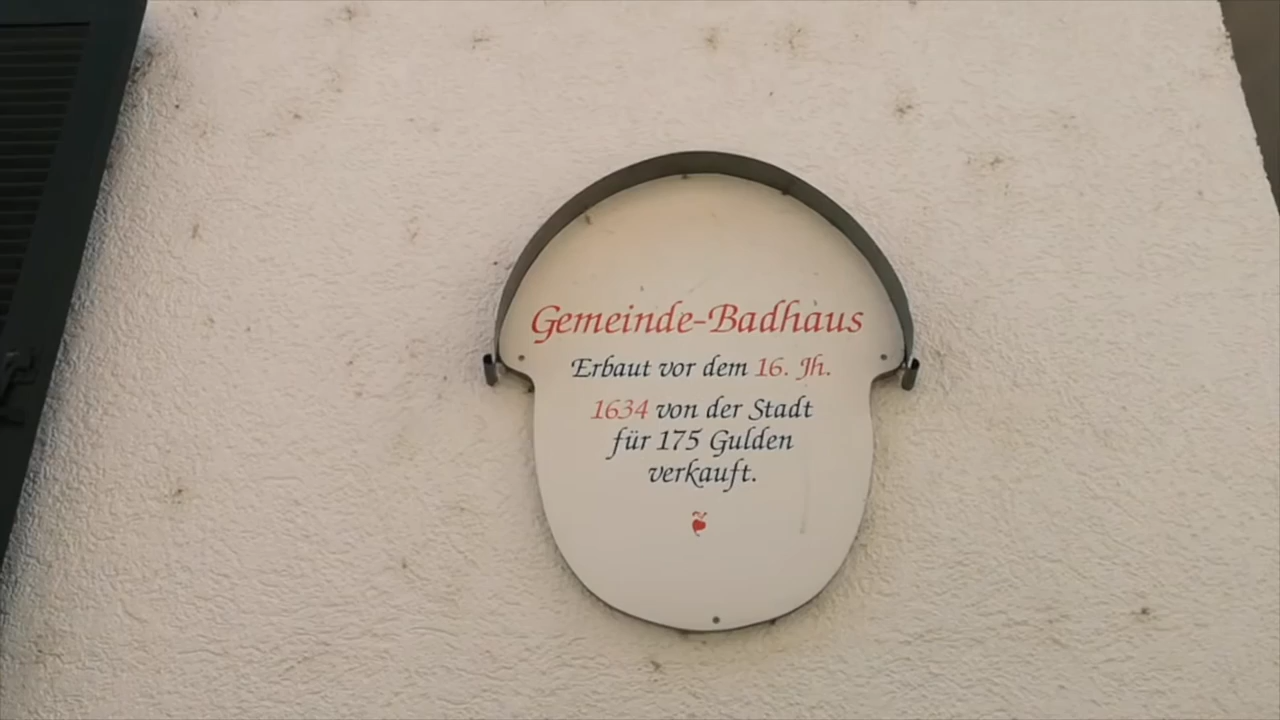 Gemeinde-Badhaus
Erbaut vor dem 16. Jh.
1634 von der Stadt
für 175 Gulden
verkauft.